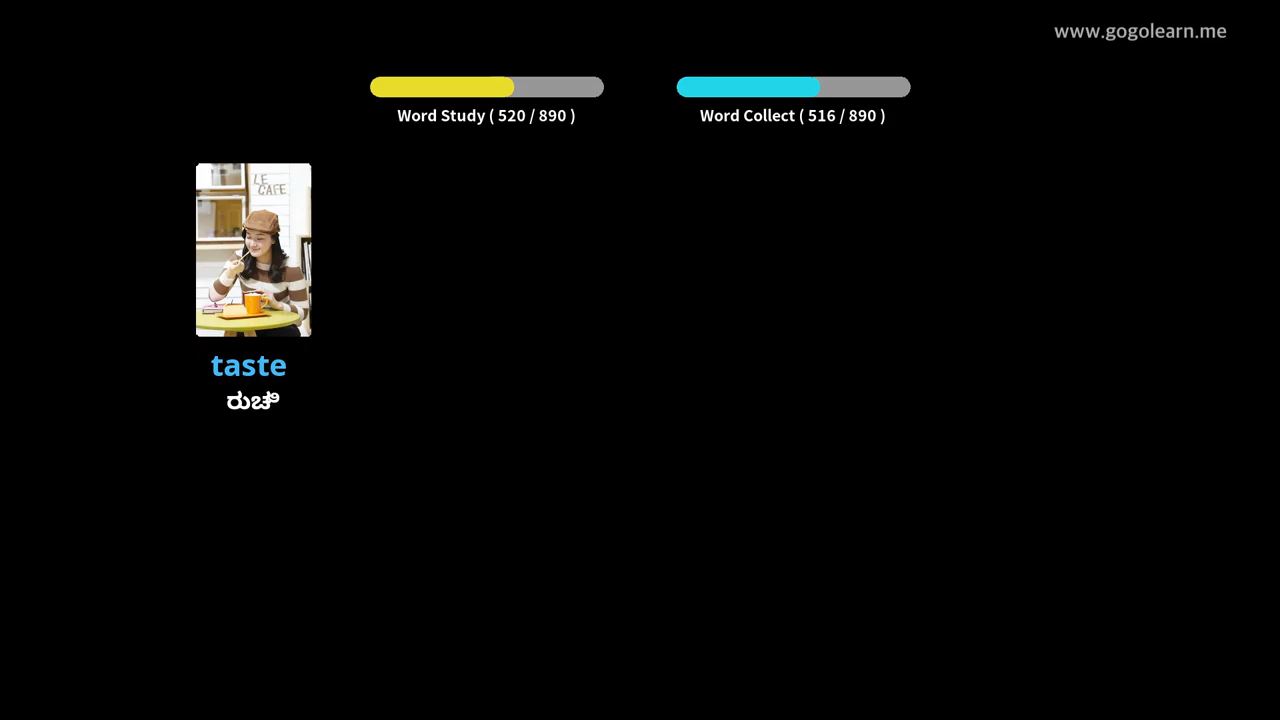 www.gogolearn.me
Word Study ( 520 / 890 )
Word Collect ( 516 / 890 )
LE
CAFE
taste
ರುಚಿ